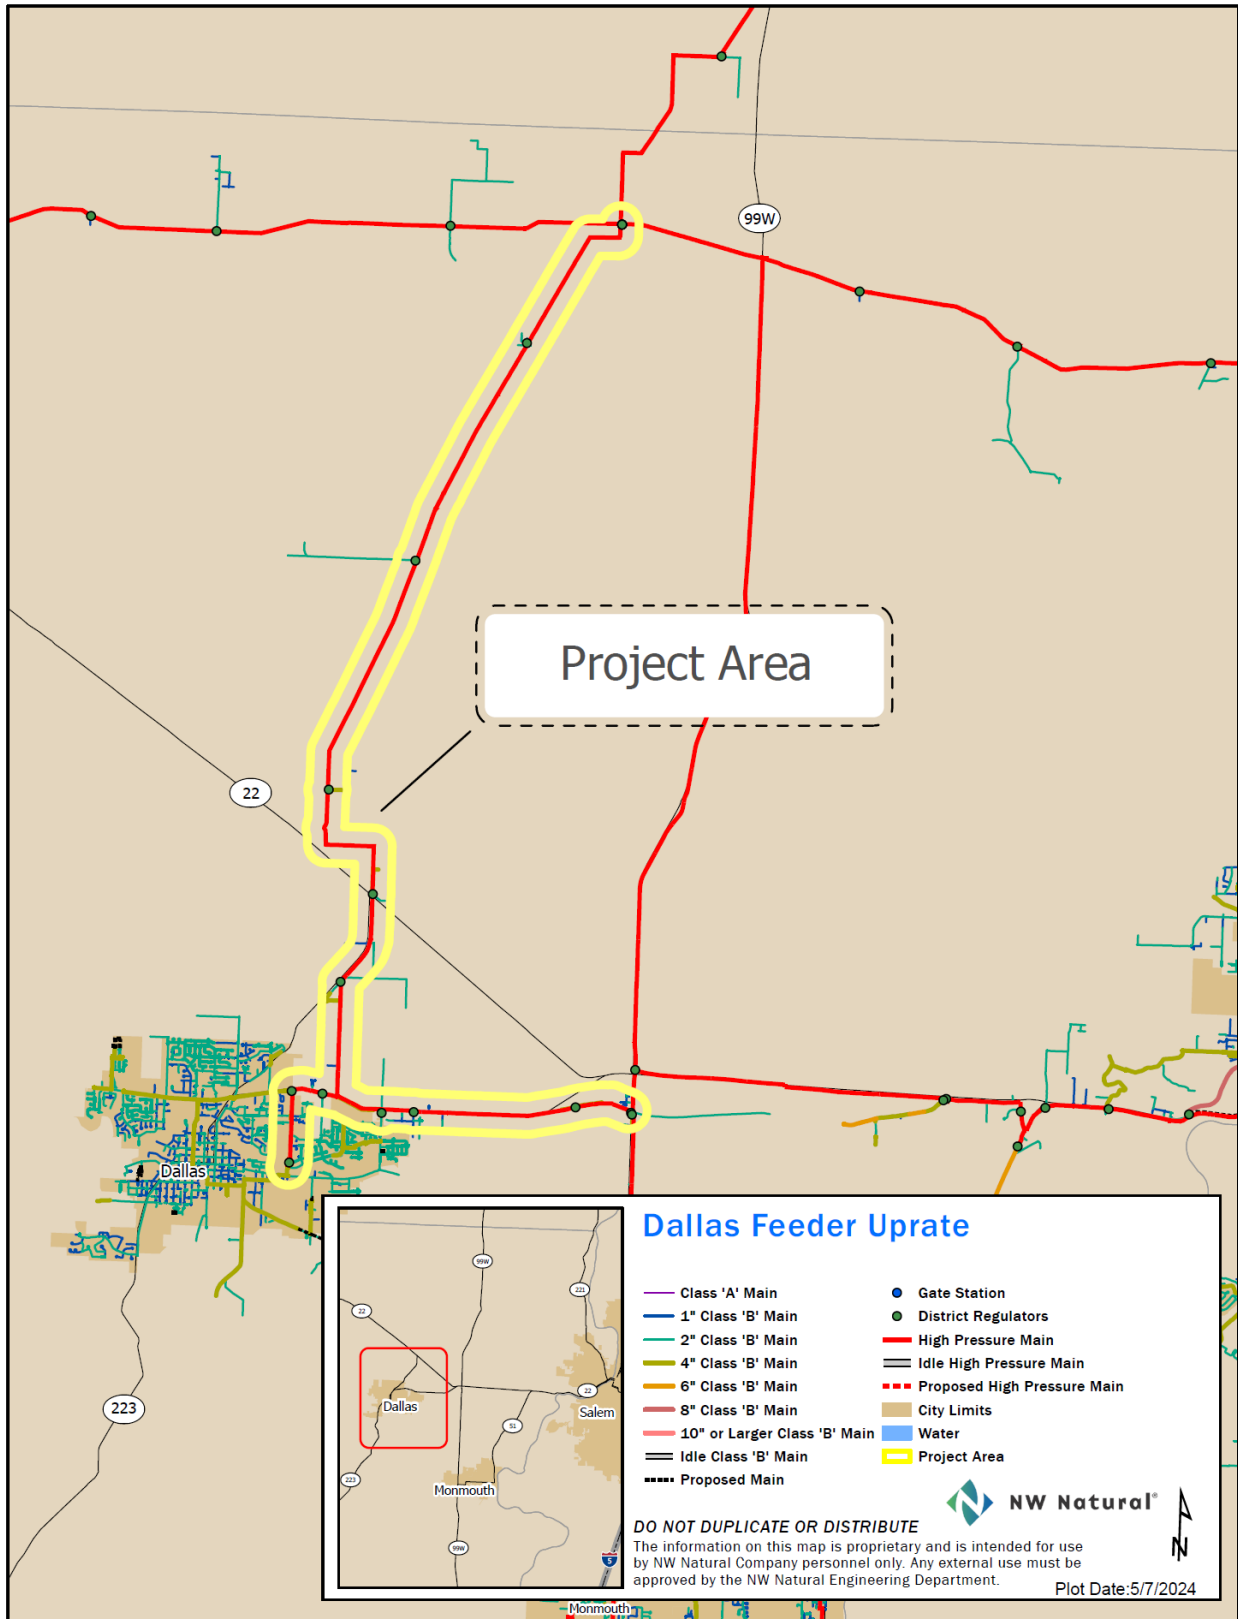 99W
Project Area
22
Dallas
223
99W
221
22
22
Dallas
Salem
51
Monmouth
223
99W
5
Dallas Feeder Uprate
Class 'A' Main
1" Class 'B' Main
2" Class 'B' Main
4" Class 'B' Main
6" Class 'B' Main
8" Class 'B' Main
10" or Larger Class 'B' Main
Idle Class 'B' Main
Proposed Main
Gate Station
District Regulators
High Pressure Main
Idle High Pressure Main
Proposed High Pressure Main
City Limits
Water
Project Area
NW Natural®
N
DO NOT DUPLICATE OR DISTRIBUTE
The information on this map is proprietary and is intended for use
by NW Natural Company personnel only. Any external use must be
approved by the NW Natural Engineering Department.
Plot Date:5/7/2024
Monmouth